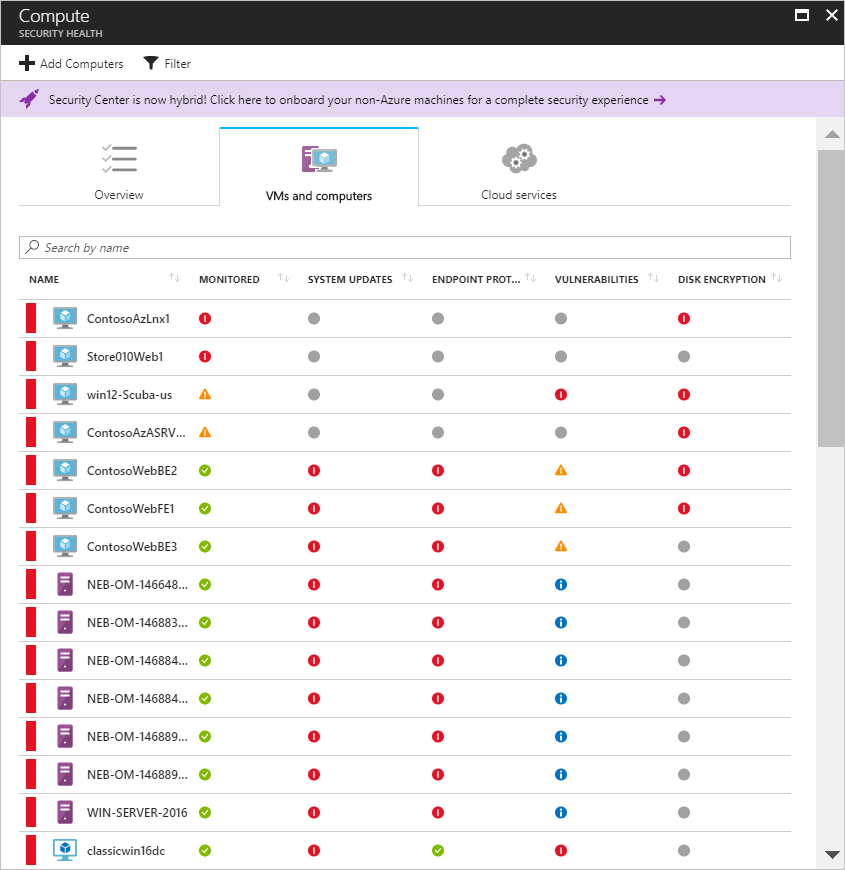 Compute
SECURITY HEALTH
Add Computers Filter
Security Center is now hybrid! Click here to onboard your non-Azure machines for a complete security experience →
Overview VMs and computers Cloud services
Search by name
NAME MONITORED SYSTEM UPDATES ENDPOINT PROT... VULNERABILITIES DISK ENCRYPTION
ContosoAzLnx1
Store010Web1
win12-Scuba-us
ContosoAzASRV...
ContosoWebBE2
ContosoWebFE1
ContosoWebBE3
NEB-OM-146648...
NEB-OM-146883...
NEB-OM-146884...
NEB-OM-146884...
NEB-OM-146889...
NEB-OM-146889...
WIN-SERVER-2016
classicwin16dc